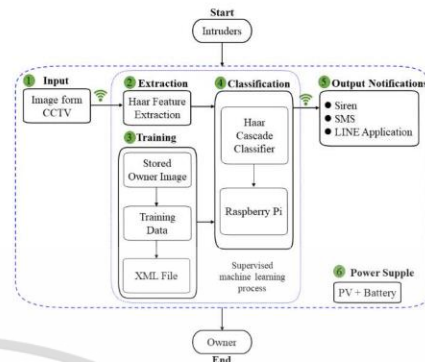 Start
Intruders
1 Input
Image form
CCTV
2 Extraction
Haar Feature
Extraction
3 Training
Stored
Owner Image
Training
Data
XML File
4 Classification
Haar
Cascade
Classifier
Raspberry Pi
Supervised
machine learning
process
5 Output Notifications
● Siren
● SMS
● LINE Application
6 Power Supple
PV + Battery
Owner
End